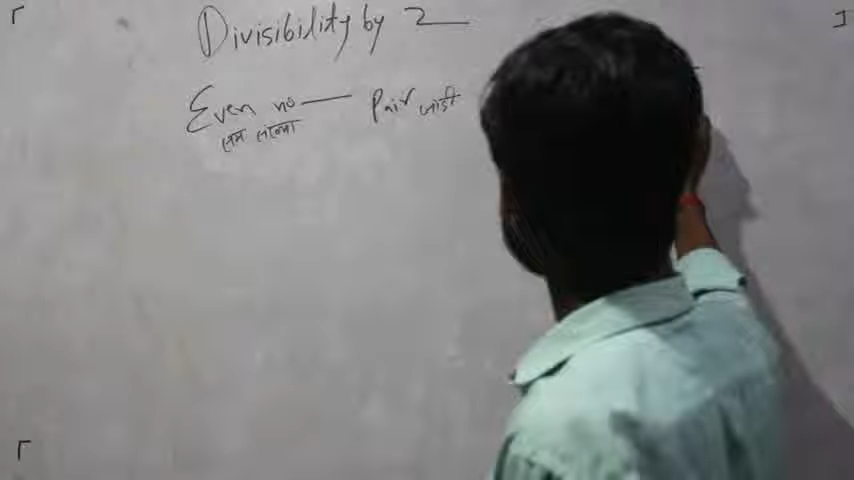 Divisibility by 2
Even no — Pair जोड़ी
सम संख्या